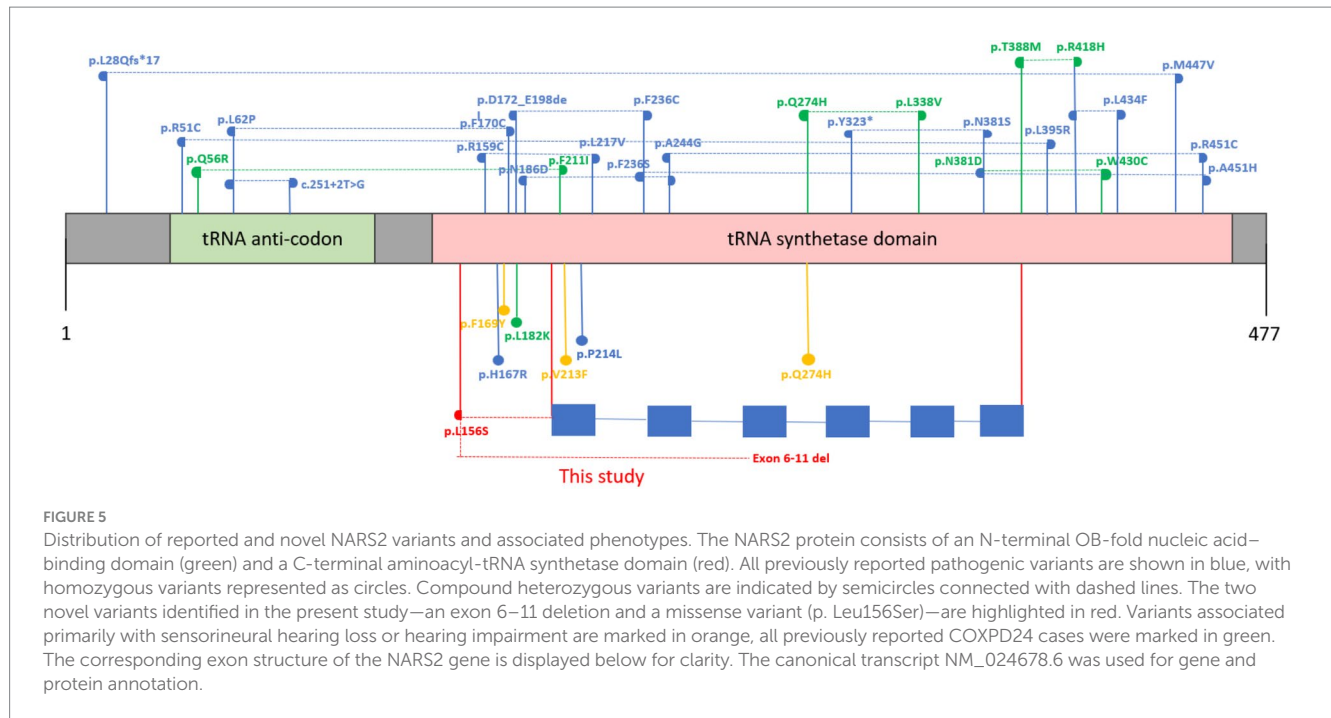 p.T388M
p.R418H
p.L28Qfs*17
p.M447V
p.D172_E198de
l
p.F236C
p.Q274H
p.L338V
p.L434F
p.R51C
p.L62P
p.F170C
p.Y323*
p.N381S
p.L395R
p.R159C
p.L217V
p.A244G
p.R451C
p.Q56R
p.N186D
p.F211I
p.F236S
p.N381D
p.W430C
p.A451H
c.251+2T>G
tRNA anti-codon
tRNA synthetase domain
1
477
p.F169Y
p.L182K
p.H167R
p.V213F
p.P214L
p.Q274H
p.L156S
Exon 6-11 del
This study
FIGURE 5
Distribution of reported and novel NARS2 variants and associated phenotypes. The NARS2 protein consists of an N-terminal OB-fold nucleic acid–
binding domain (green) and a C-terminal aminoacyl-tRNA synthetase domain (red). All previously reported pathogenic variants are shown in blue, with
homozygous variants represented as circles. Compound heterozygous variants are indicated by semicircles connected with dashed lines. The two
novel variants identified in the present study—an exon 6–11 deletion and a missense variant (p. Leu156Ser)—are highlighted in red. Variants associated
primarily with sensorineural hearing loss or hearing impairment are marked in orange, all previously reported COXPD24 cases were marked in green.
The corresponding exon structure of the NARS2 gene is displayed below for clarity. The canonical transcript NM_024678.6 was used for gene and
protein annotation.